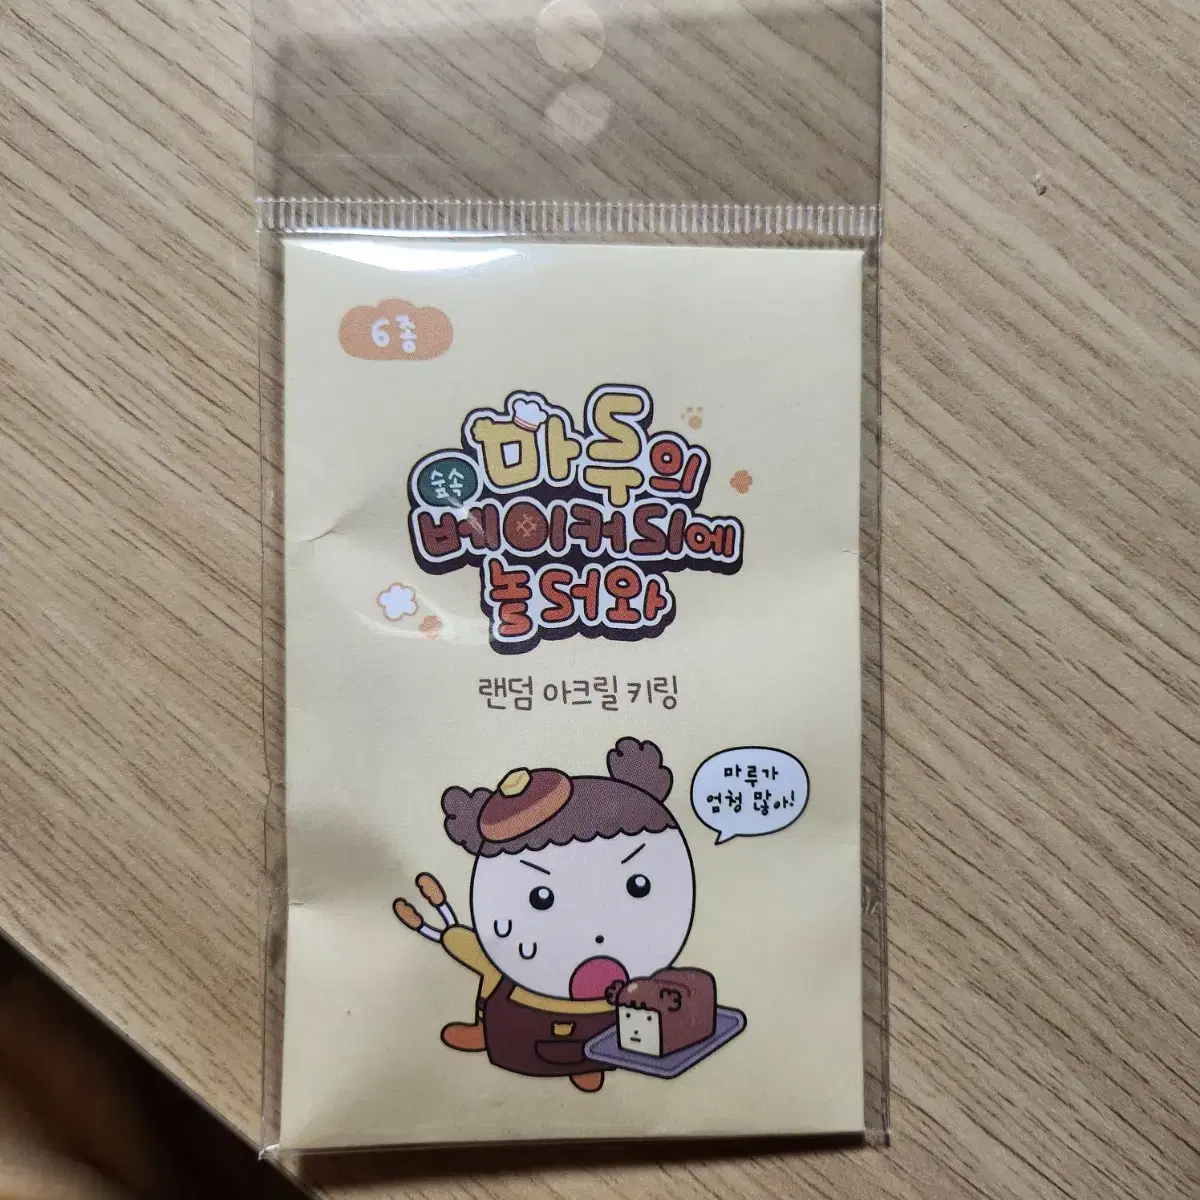 6종
마루의
숲속
베이커리에
놀러와
랜덤 아크릴 키링
마루가
엄청 많아!